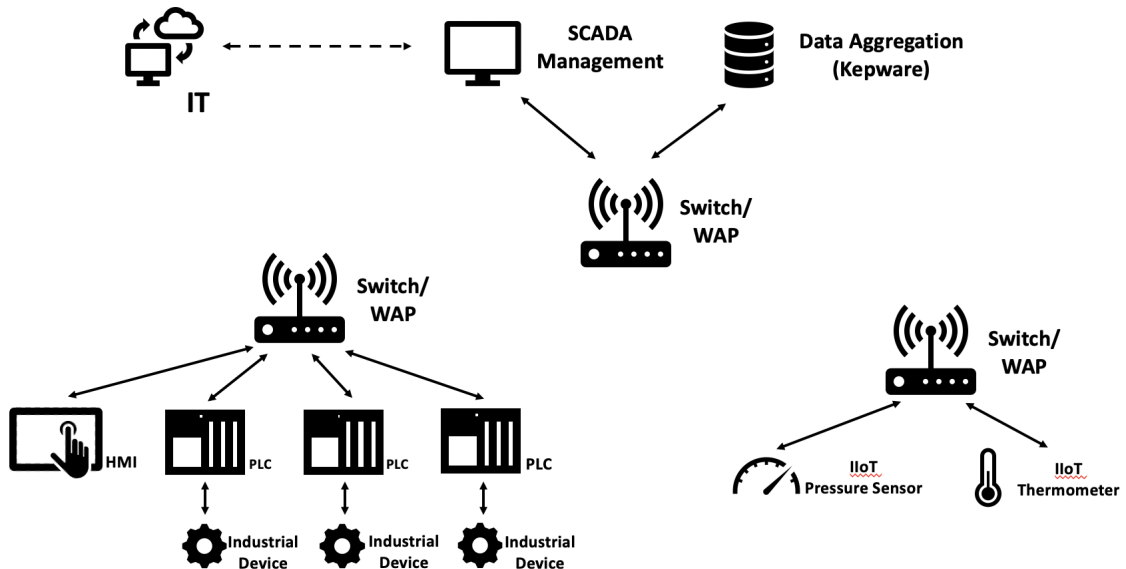 SCADA
Management
Data Aggregation
(Kepware)
IT
Switch/
WAP
Switch/
WAP
Switch/
WAP
HMI
PLC
PLC
PLC
IIoT
Pressure Sensor
IIoT
Thermometer
Industrial
Device
Industrial
Device
Industrial
Device